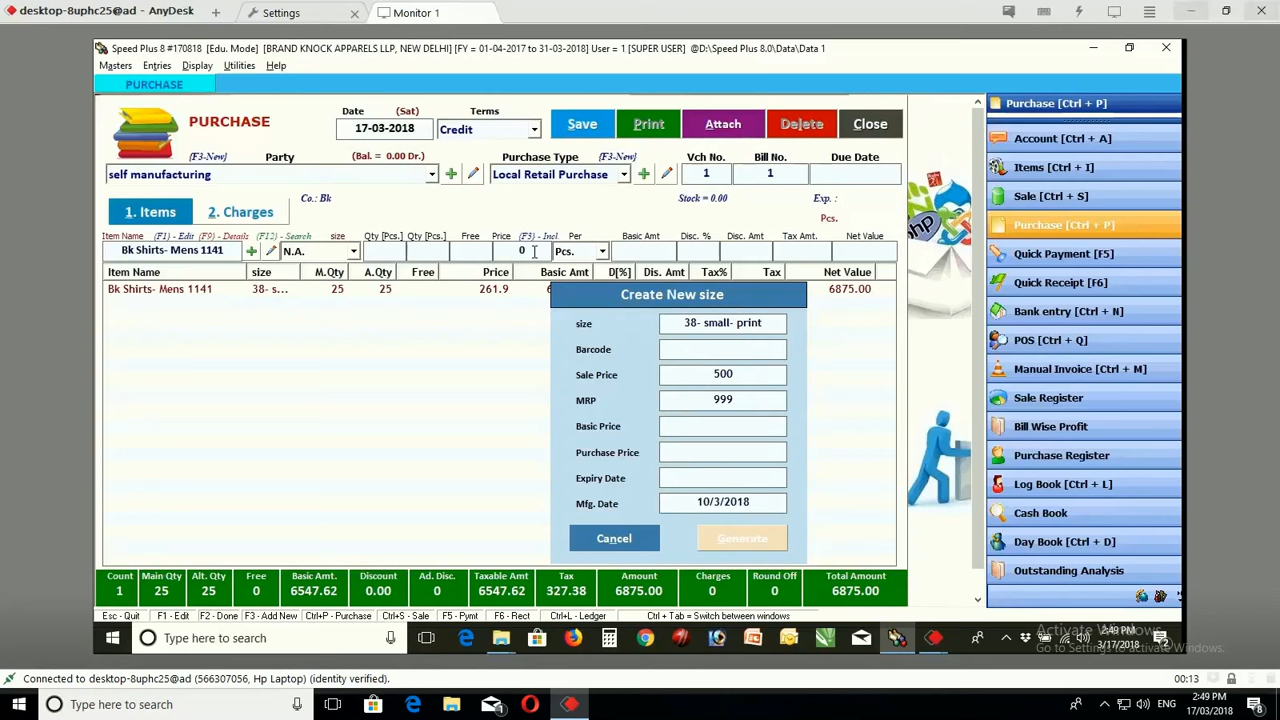 desktop-8uphc25@ad - AnyDesk
Settings
Monitor 1
Speed Plus 8 #170818 [Edu. Mode] [BRAND KNOCK APPARELS LLP, NEW DELHI] [FY = 01-04-2017 to 31-03-2018] User = 1 [SUPER USER] @D:\Speed Plus 8.0\Data\Data 1
Masters Entries Display Utilities Help
PURCHASE
PURCHASE
Date (Sat) Terms
17-03-2018 Credit
Save Print Attach Delete Close
[F3-New] Party (Bal. = 0.00 Dr.) Purchase Type [F3-New] Vch No. Bill No. Due Date
self manufacturing Local Retail Purchase 1 1
Co.: Bk Stock = 0.00 Exp. :
1. Items 2. Charges Pcs.
Item Name {F1} - Edit {F9} - Details {F12} - Search size Qty [Pcs.] Qty [Pcs.] Free Price {F3} - Incl. Per Basic Amt Disc. % Disc. Amt Tax Amt. Net Value
Bk Shirts- Mens 1141 N.A. 0 Pcs.
Item Name size M.Qty A.Qty Free Price Basic Amt D[%] Dis. Amt Tax% Tax Net Value
Bk Shirts- Mens 1141 38- s... 25 25 261.9 6875.00
Create New size
size 38- small- print
Barcode
Sale Price 500
MRP 999
Basic Price
Purchase Price
Expiry Date
Mfg. Date 10/3/2018
Cancel Generate
Count Main Qty Alt. Qty Free Basic Amt. Discount Ad. Disc. Taxable Amt Tax Amount Charges Round Off Total Amount
1 25 25 0 6547.62 0.00 0 6547.62 327.38 6875.00 0 0 6875.00
Esc - Quit F1 - Edit F2 - Done F3 - Add New Ctrl+P - Purchase Ctrl+S - Sale F5 - Pymt F6 - Rect Ctrl+L - Ledger Ctrl + Tab = Switch between windows
Purchase [Ctrl + P]
Account [Ctrl + A]
Items [Ctrl + I]
Sale [Ctrl + S]
Purchase [Ctrl + P]
Quick Payment [F5]
Quick Receipt [F6]
Bank entry [Ctrl + N]
POS [Ctrl + Q]
Manual Invoice [Ctrl + M]
Sale Register
Bill Wise Profit
Purchase Register
Log Book [Ctrl + L]
Cash Book
Day Book [Ctrl + D]
Outstanding Analysis
Type here to search
Activate Windows
Go to Settings to activate Windows.
2:49 PM
3/17/2018
Connected to desktop-8uphc25@ad (566307056, Hp Laptop) (identity verified). 00:13
Type here to search ENG
2:49 PM
17/03/2018